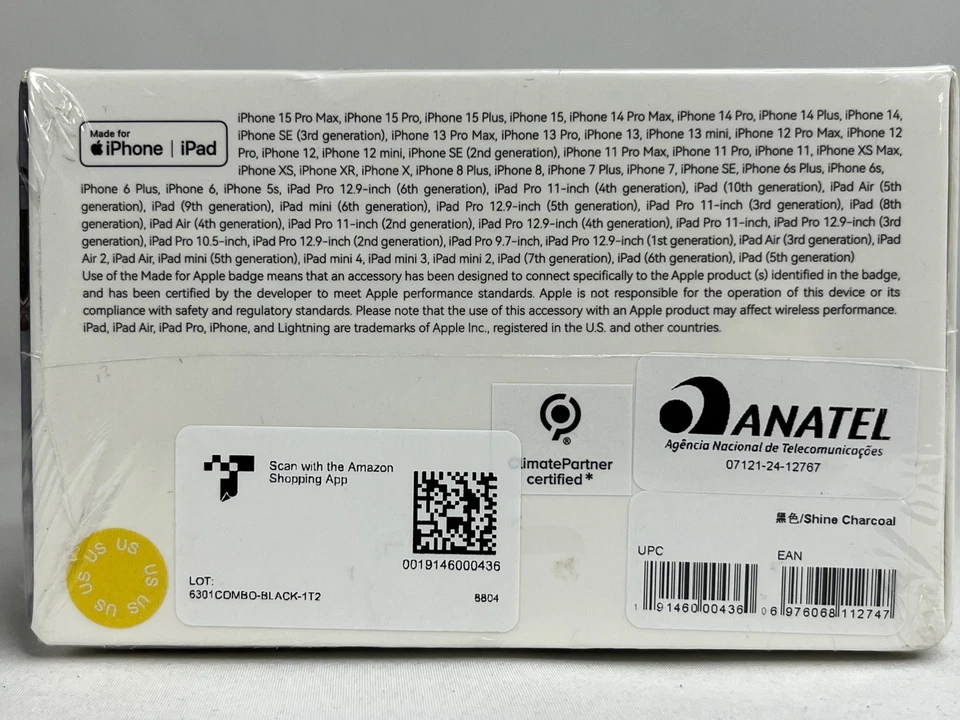 Made for
iPhone | iPad
iPhone 15 Pro Max, iPhone 15 Pro, iPhone 15 Plus, iPhone 15, iPhone 14 Pro Max, iPhone 14 Pro, iPhone 14 Plus, iPhone 14,
iPhone SE (3rd generation), iPhone 13 Pro Max, iPhone 13 Pro, iPhone 13, iPhone 13 mini, iPhone 12 Pro Max, iPhone 12
Pro, iPhone 12, iPhone 12 mini, iPhone SE (2nd generation), iPhone 11 Pro Max, iPhone 11 Pro, iPhone 11, iPhone XS Max,
iPhone XS, iPhone XR, iPhone X, iPhone 8 Plus, iPhone 8, iPhone 7 Plus, iPhone 7, iPhone SE, iPhone 6s Plus, iPhone 6s,
iPhone 6 Plus, iPhone 6, iPhone 5s, iPad Pro 12.9-inch (6th generation), iPad Pro 11-inch (4th generation), iPad (10th generation), iPad Air (5th
generation), iPad (9th generation), iPad mini (6th generation), iPad Pro 12.9-inch (5th generation), iPad Pro 11-inch (3rd generation), iPad (8th
generation), iPad Air (4th generation), iPad Pro 11-inch (2nd generation), iPad Pro 12.9-inch (4th generation), iPad Pro 11-inch, iPad Pro 12.9-inch (3rd
generation), iPad Pro 10.5-inch, iPad Pro 12.9-inch (2nd generation), iPad Pro 9.7-inch, iPad Pro 12.9-inch (1st generation), iPad Air (3rd generation), iPad
Air 2, iPad Air, iPad mini (5th generation), iPad mini 4, iPad mini 3, iPad mini 2, iPad (7th generation), iPad (6th generation), iPad (5th generation)
Use of the Made for Apple badge means that an accessory has been designed to connect specifically to the Apple product (s) identified in the badge,
and has been certified by the developer to meet Apple performance standards. Apple is not responsible for the operation of this device or its
compliance with safety and regulatory standards. Please note that the use of this accessory with an Apple product may affect wireless performance.
iPad, iPad Air, iPad Pro, iPhone, and Lightning are trademarks of Apple Inc., registered in the U.S. and other countries.
ANATEL
Agência Nacional de Telecomunicações
07121-24-12767
®
limatePartner
certified*
Scan with the Amazon
Shopping App
0019146000436
LOT:
6301COMBO-BLACK-1T2
8804
黑色/Shine Charcoal
UPC
EAN
1 91460 00436 0
6 976068 112747
US US US US US US US